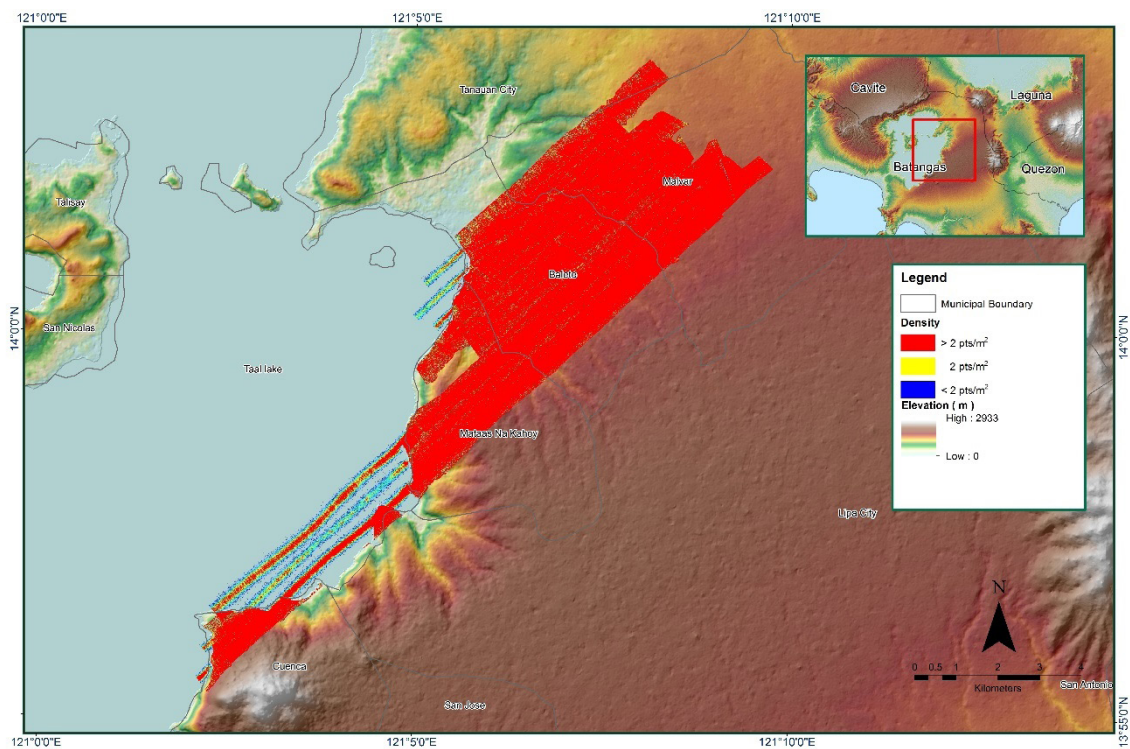 121°0'0"E
121°5'0"E
121°10'0"E
Tanauan City
Cavite
Laguna
Batangas
Quezon
Malvar
Talisay
Balete
San Nicolas
14°0'0"N
14°0'0"N
Taal lake
Legend
Municipal Boundary
Density
> 2 pts/m²
2 pts/m²
< 2 pts/m²
Elevation ( m )
High : 2933
Low : 0
Mataas Na Kahoy
Lipa City
N
Cuenca
0 0.5 1 2 3 4
Kilometers
San Antonio
San Jose
13°55'0"N
121°0'0"E
121°5'0"E
121°10'0"E